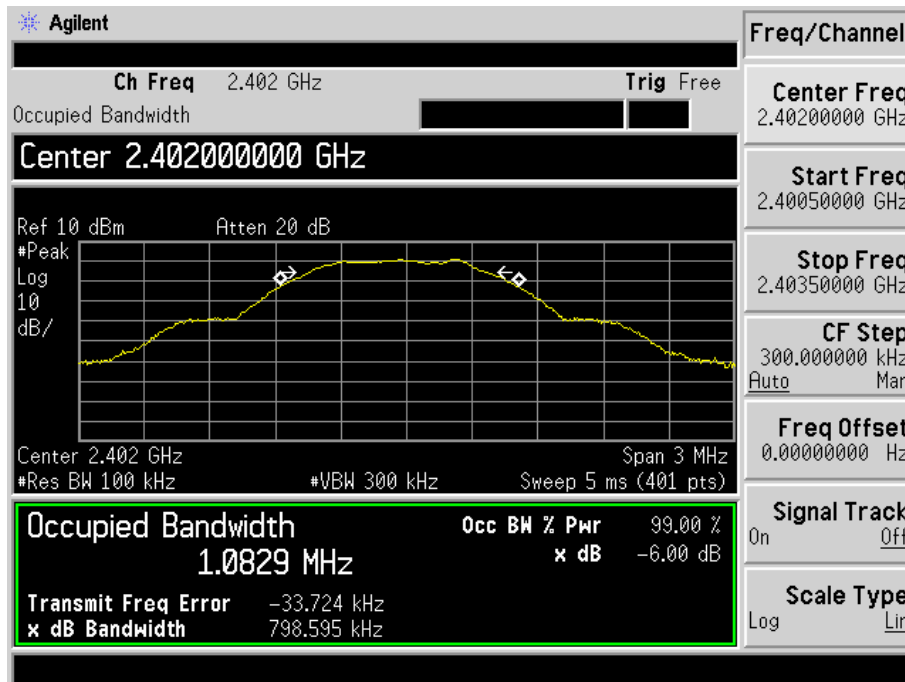 Agilent
Freq/Channel
Ch Freq 2.402 GHz Trig Free
Occupied Bandwidth
Center 2.402000000 GHz
Ref 10 dBm Atten 20 dB
#Peak
Log
10
dB/
Center 2.402 GHz Span 3 MHz
#Res BW 100 kHz #VBW 300 kHz Sweep 5 ms (401 pts)
Occupied Bandwidth
1.0829 MHz
Occ BW % Pwr 99.00 %
x dB -6.00 dB
Transmit Freq Error -33.724 kHz
x dB Bandwidth 798.595 kHz
Center Freq
2.40200000 GHz
Start Freq
2.40050000 GHz
Stop Freq
2.40350000 GHz
CF Step
300.000000 kHz
Auto Man
Freq Offset
0.00000000 Hz
Signal Track
On Off
Scale Type
Log Lin